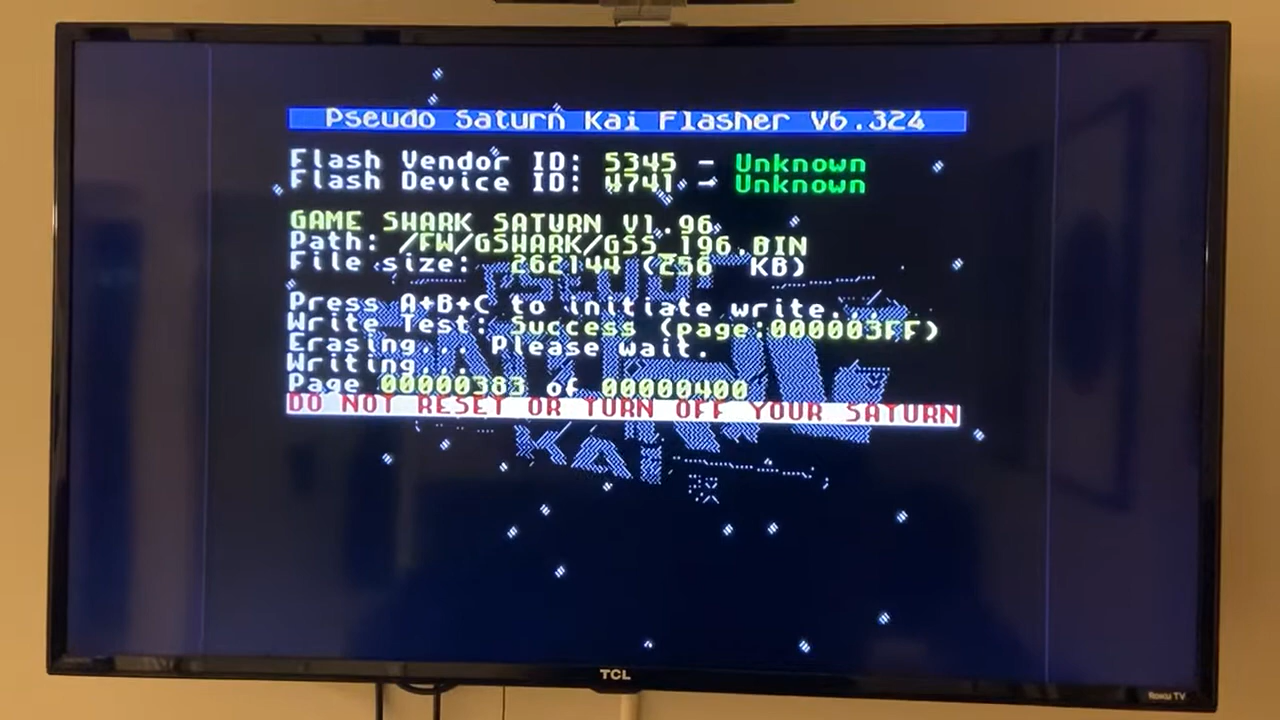 Pseudo Saturn Kai Flasher V6.324
Flash Vendor ID: 5345 - Unknown
Flash Device ID: 4741 - Unknown
GAME SHARK SATURN V1.96
Path: /FW/GSHARK/GSS_196.BIN
File size: 262144 (256 KB)
Press A+B+C to initiate write...
Write Test: Success (page:000003FF)
Erasing... Please wait.
Writing...
Page 00000383 of 00000400
DO NOT RESET OR TURN OFF YOUR SATURN
KAI
TCL
Roku TV